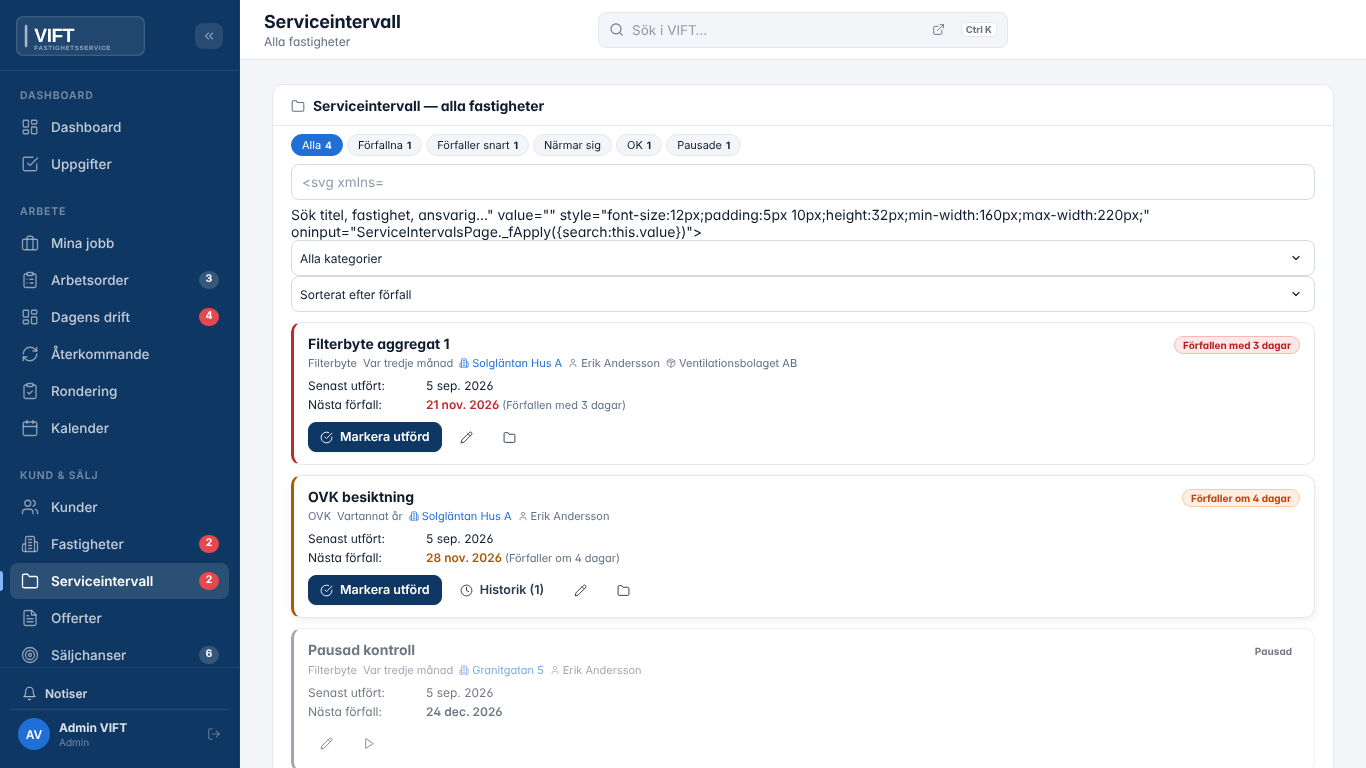 VIFT
FASTIGHETSSERVICE
DASHBOARD
Dashboard
Uppgifter
ARBETE
Mina jobb
Arbetsorder 3
Dagens drift 4
Återkommande
Rondering
Kalender
KUND & SÄLJ
Kunder
Fastigheter 2
Serviceintervall 2
Offerter
Säljchanser 6
Notiser
AV
Admin VIFT
Admin
Serviceintervall
Alla fastigheter
Sök i VIFT... Ctrl K
Serviceintervall — alla fastigheter
Alla 4 Förfallna 1 Förfaller snart 1 Närmar sig OK 1 Pausade 1
<svg xmlns=
Sök titel, fastighet, ansvarig..." value="" style="font-size:12px;padding:5px 10px;height:32px;min-width:160px;max-width:220px;"
oninput="ServiceIntervalsPage._fApply({search:this.value})">
Alla kategorier
Sorterat efter förfall
Filterbyte aggregat 1 Förfallen med 3 dagar
Filterbyte Var tredje månad Solgläntan Hus A Erik Andersson Ventilationsbolaget AB
Senast utfört: 5 sep. 2026
Nästa förfall: 21 nov. 2026 (Förfallen med 3 dagar)
Markera utförd
OVK besiktning Förfaller om 4 dagar
OVK Vartannat år Solgläntan Hus A Erik Andersson
Senast utfört: 5 sep. 2026
Nästa förfall: 28 nov. 2026 (Förfaller om 4 dagar)
Markera utförd Historik (1)
Pausad kontroll Pausad
Filterbyte Var tredje månad Granitgatan 5 Erik Andersson
Senast utfört: 5 sep. 2026
Nästa förfall: 24 dec. 2026